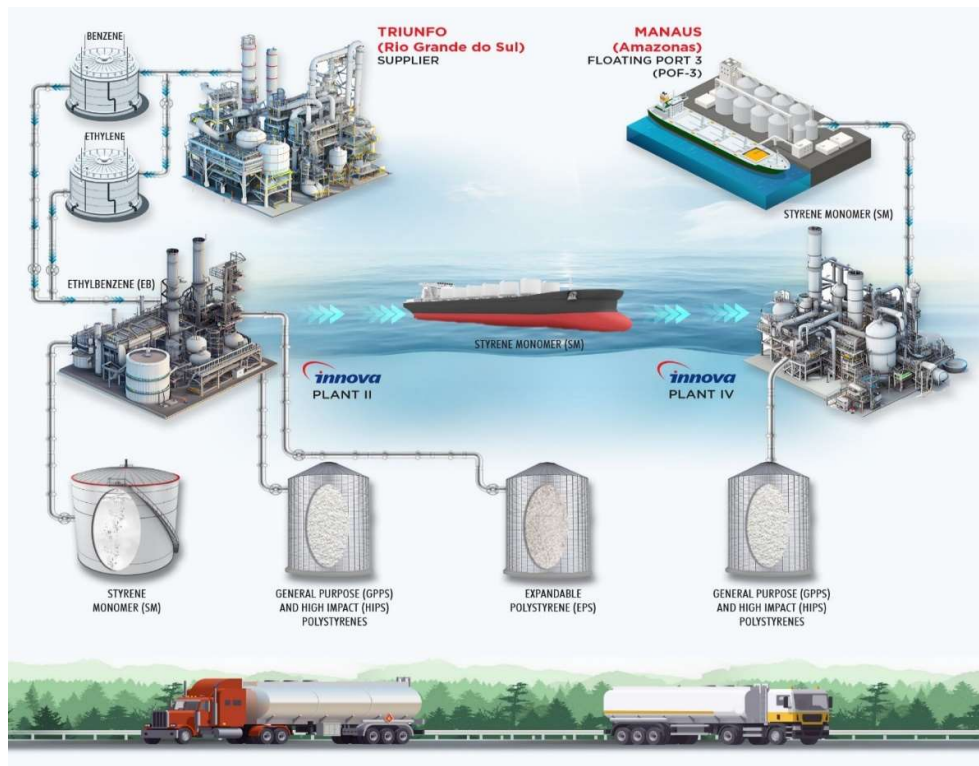 BENZENE
ETHYLENE
TRIUNFO
(Rio Grande do Sul)
SUPPLIER
MANAUS
(Amazonas)
FLOATING PORT 3
(POF-3)
STYRENE MONOMER (SM)
ETHYLBENZENE (EB)
STYRENE MONOMER (SM)
innova
PLANT II
innova
PLANT IV
STYRENE
MONOMER (SM)
GENERAL PURPOSE (GPPS)
AND HIGH IMPACT (HIPS)
POLYSTYRENES
EXPANDABLE
POLYSTYRENE (EPS)
GENERAL PURPOSE (GPPS)
AND HIGH IMPACT (HIPS)
POLYSTYRENES